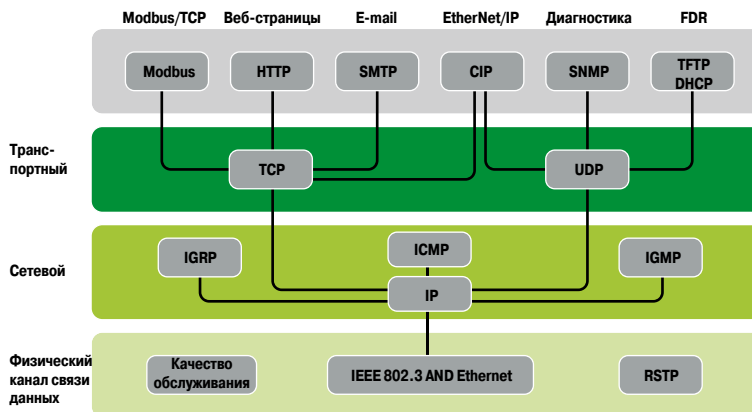 Modbus/TCP Веб-страницы E-mail EtherNet/IP Диагностика FDR
Modbus HTTP SMTP CIP SNMP TFTP
DHCP
Транс-
портный
TCP UDP
Сетевой
IGRP ICMP IGMP
IP
Физический
канал связи
данных
Качество
обслуживания
IEEE 802.3 AND Ethernet
RSTP